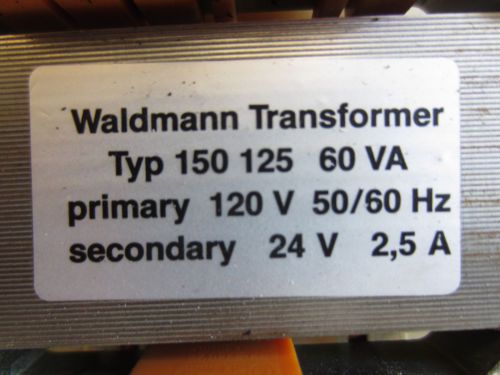 Waldmann Transformer
Typ 150 125 60 VA
primary 120 V 50/60 Hz
secondary 24 V 2,5 A